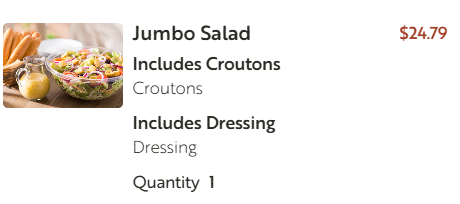 Jumbo Salad $24.79
Includes Croutons
Croutons
Includes Dressing
Dressing
Quantity 1